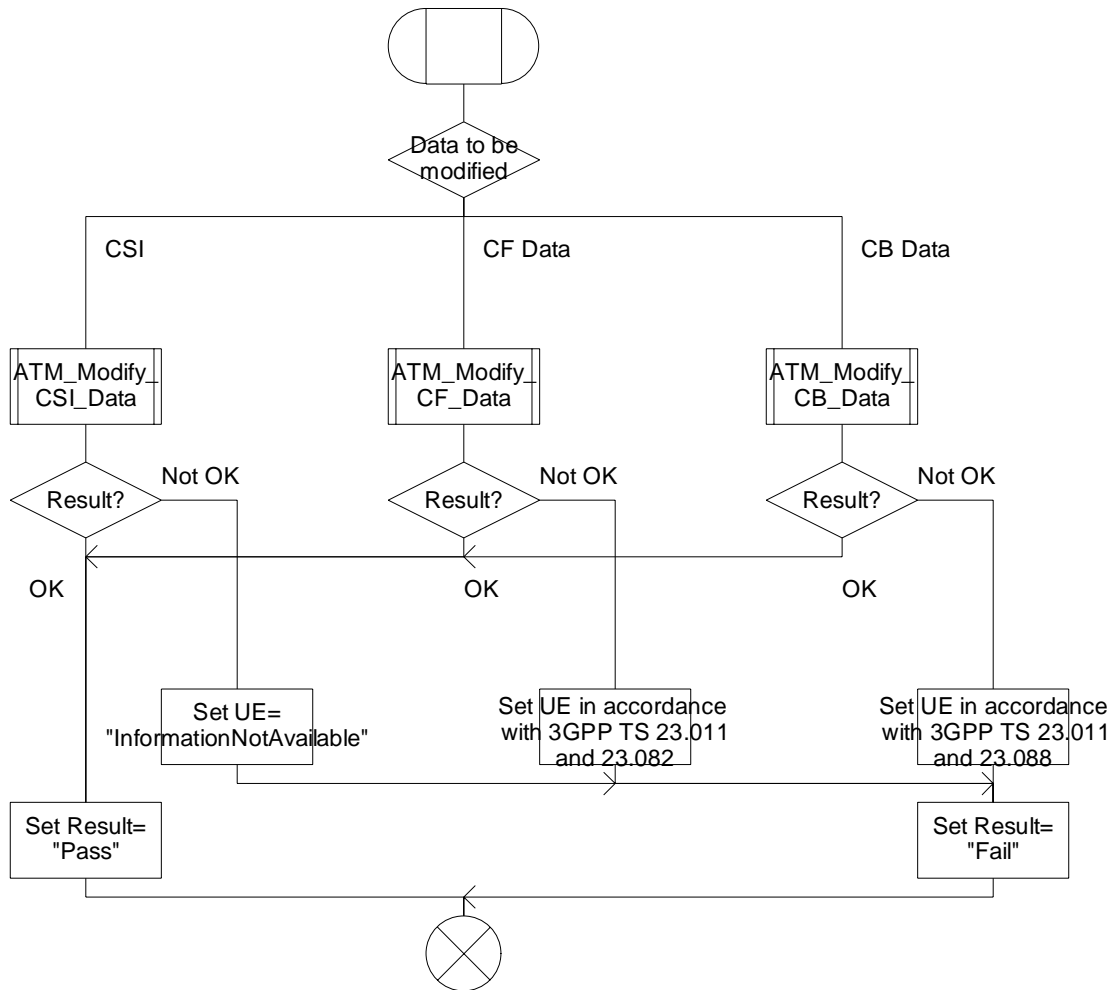 Data to be
modified
CSI
CF Data
CB Data
ATM_Modify_
CSI_Data
ATM_Modify_
CF_Data
ATM_Modify_
CB_Data
Result?
Not OK
Result?
Not OK
Result?
Not OK
OK
OK
OK
Set UE=
"InformationNotAvailable"
Set UE in accordance
with 3GPP TS 23.011
and 23.082
Set UE in accordance
with 3GPP TS 23.011
and 23.088
Set Result=
"Pass"
Set Result=
"Fail"